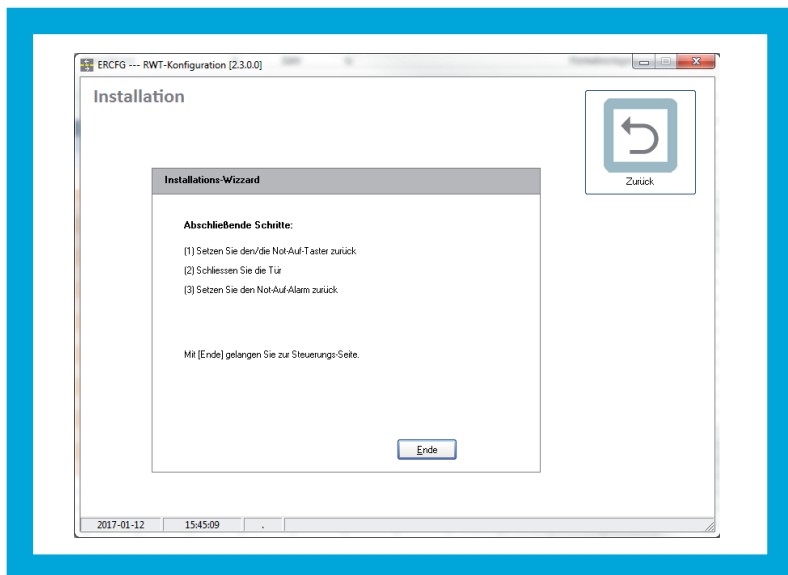 ERCFG --- RWT-Konfiguration [2.3.0.0]
Installation
Zurück
Installations-Wizzard
Abschließende Schritte:
(1) Setzen Sie den/die Not-Auf-Taster zurück
(2) Schliessen Sie die Tür
(3) Setzen Sie den Not-Auf-Alarm zurück
Mit [Ende] gelangen Sie zur Steuerungs-Seite.
Ende
2017-01-12 15:45:09 .